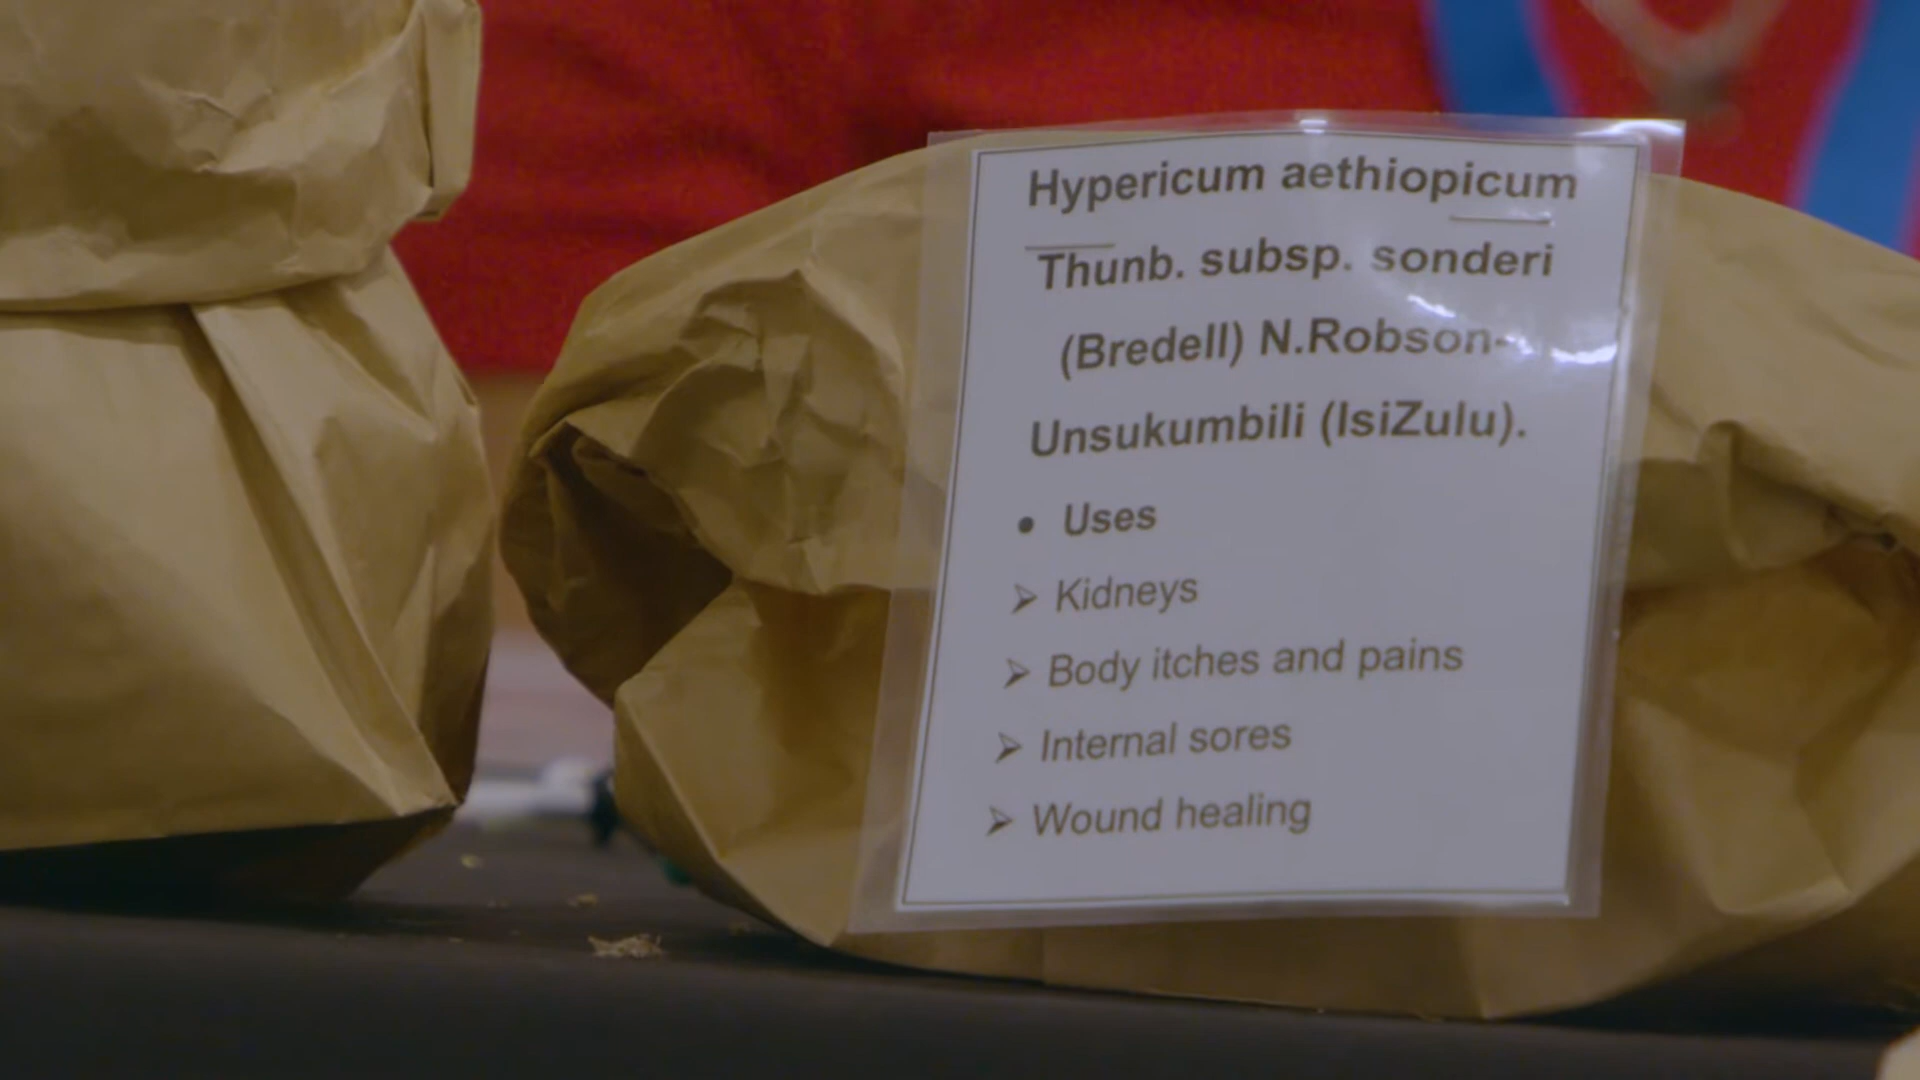 Hypericum aethiopicum
Thunb. subsp. sonderi
(Bredell) N.Robson-
Unsukumbili (IsiZulu).
• Uses
➢ Kidneys
➢ Body itches and pains
➢ Internal sores
➢ Wound healing